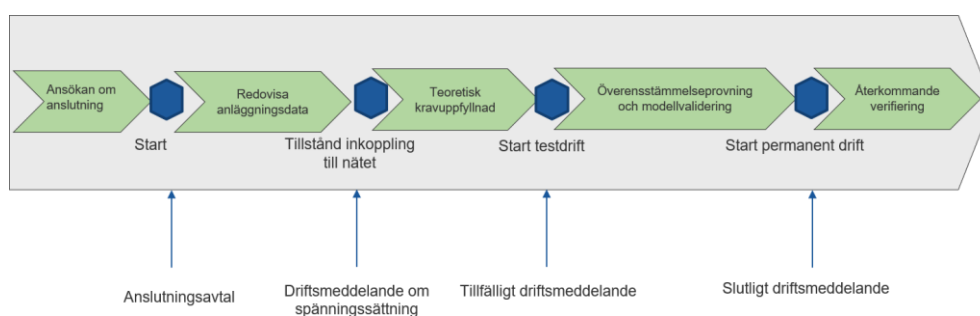 Ansökan om
anslutning
Redovisa
anläggningsdata
Teoretisk
kravuppfyllnad
Överensstämmelseprovning
och modellvalidering
Återkommande
verifiering
Start
Tillstånd inkoppling
till nätet
Start testdrift
Start permanent drift
Anslutningsavtal
Driftsmeddelande om
spänningssättning
Tillfälligt driftsmeddelande
Slutligt driftsmeddelande